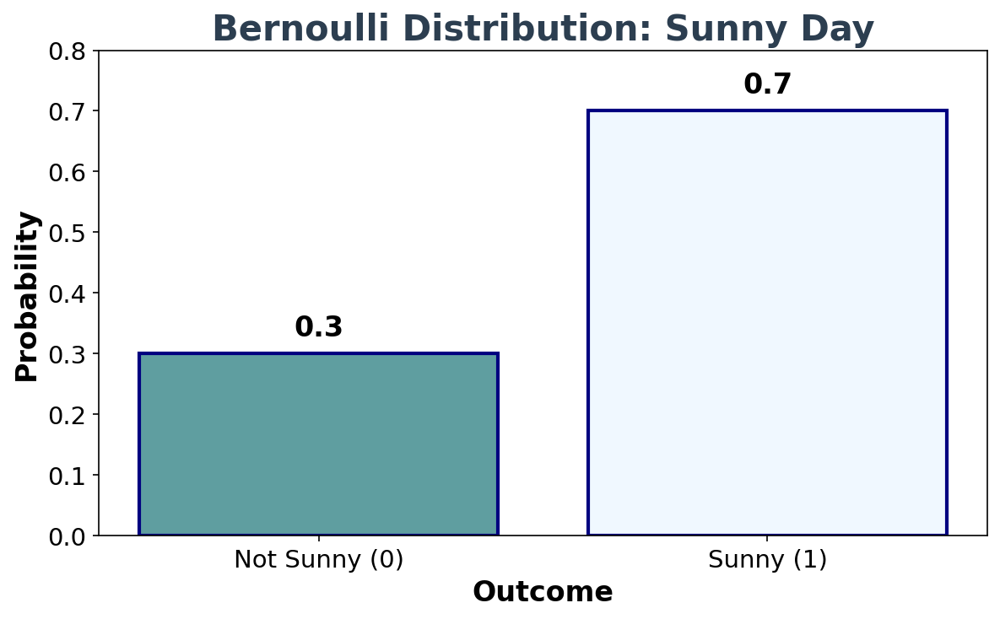 Bernoulli Distribution: Sunny Day
0.8
0.7
0.6
0.5
0.4
0.3
0.2
0.1
0.0
Probability
0.3
0.7
Not Sunny (0)
Sunny (1)
Outcome